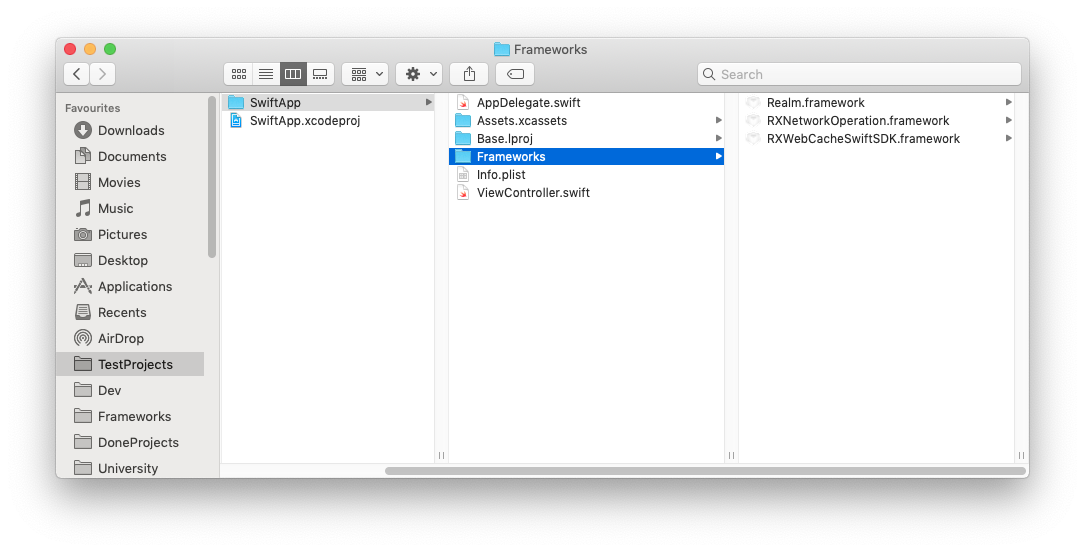 Frameworks
Search
Favourites
Downloads
Documents
Movies
Music
Pictures
Desktop
Applications
Recents
AirDrop
TestProjects
Dev
Frameworks
DoneProjects
University
SwiftApp
SwiftApp.xcodeproj
AppDelegate.swift
Assets.xcassets
Base.lproj
Frameworks
Info.plist
ViewController.swift
Realm.framework
RXNetworkOperation.framework
RXWebCacheSwiftSDK.framework